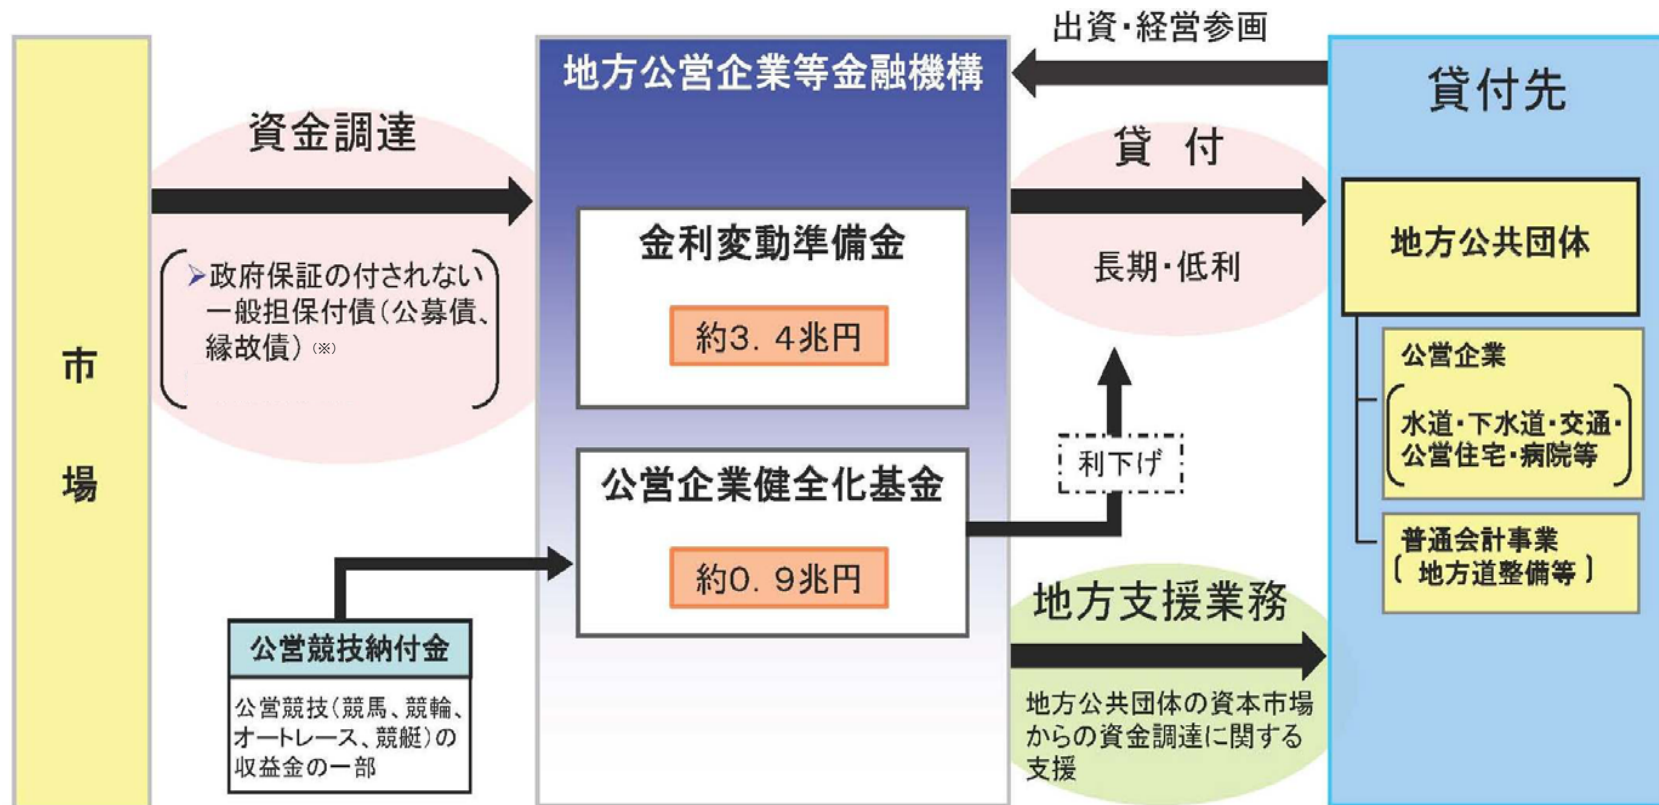 市
場
資金調達
➢政府保証の付されない
一般担保付債(公募債、
縁故債)(※)
公営競技納付金
公営競技(競馬、競輪、
オートレース、競艇)の
収益金の一部
地方公営企業等金融機構
金利変動準備金
約3.4兆円
公営企業健全化基金
約0.9兆円
出資・経営参画
貸 付
長期・低利
利下げ
地方支援業務
地方公共団体の資本市場
からの資金調達に関する
支援
貸付先
地方公共団体
公営企業
水道・下水道・交通・
公営住宅・病院等
普通会計事業
〔 地方道整備等 〕